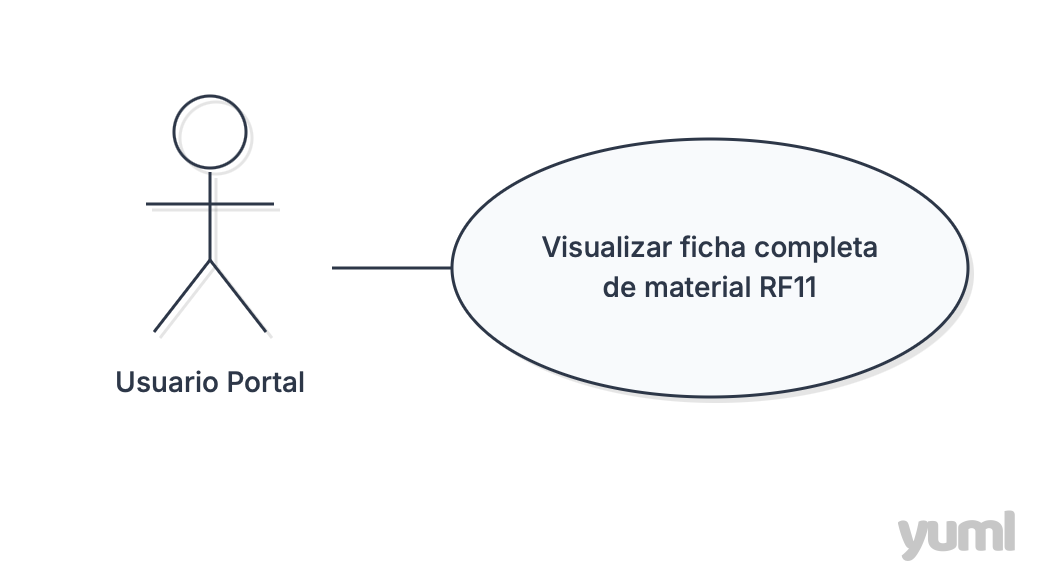 Visualizar ficha completa
de material RF11
Usuario Portal
yuml